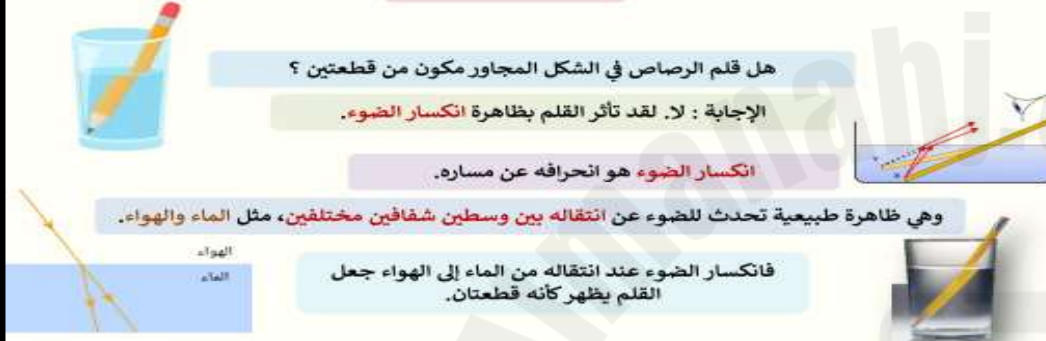 هل قلم الرصاص في الشكل المجاور مكون من قطعتين ؟
الإجابة : لا. لقد تأثر القلم بظاهرة انكسار الضوء.
انكسار الضوء هو انحرافه عن مساره.
وهي ظاهرة طبيعية تحدث للضوء عن انتقاله بين وسطين شفافين مختلفين، مثل الماء والهواء.
الهواء
الماء
فانكسار الضوء عند انتقاله من الماء إلى الهواء جعل
القلم يظهر كأنه قطعتان.